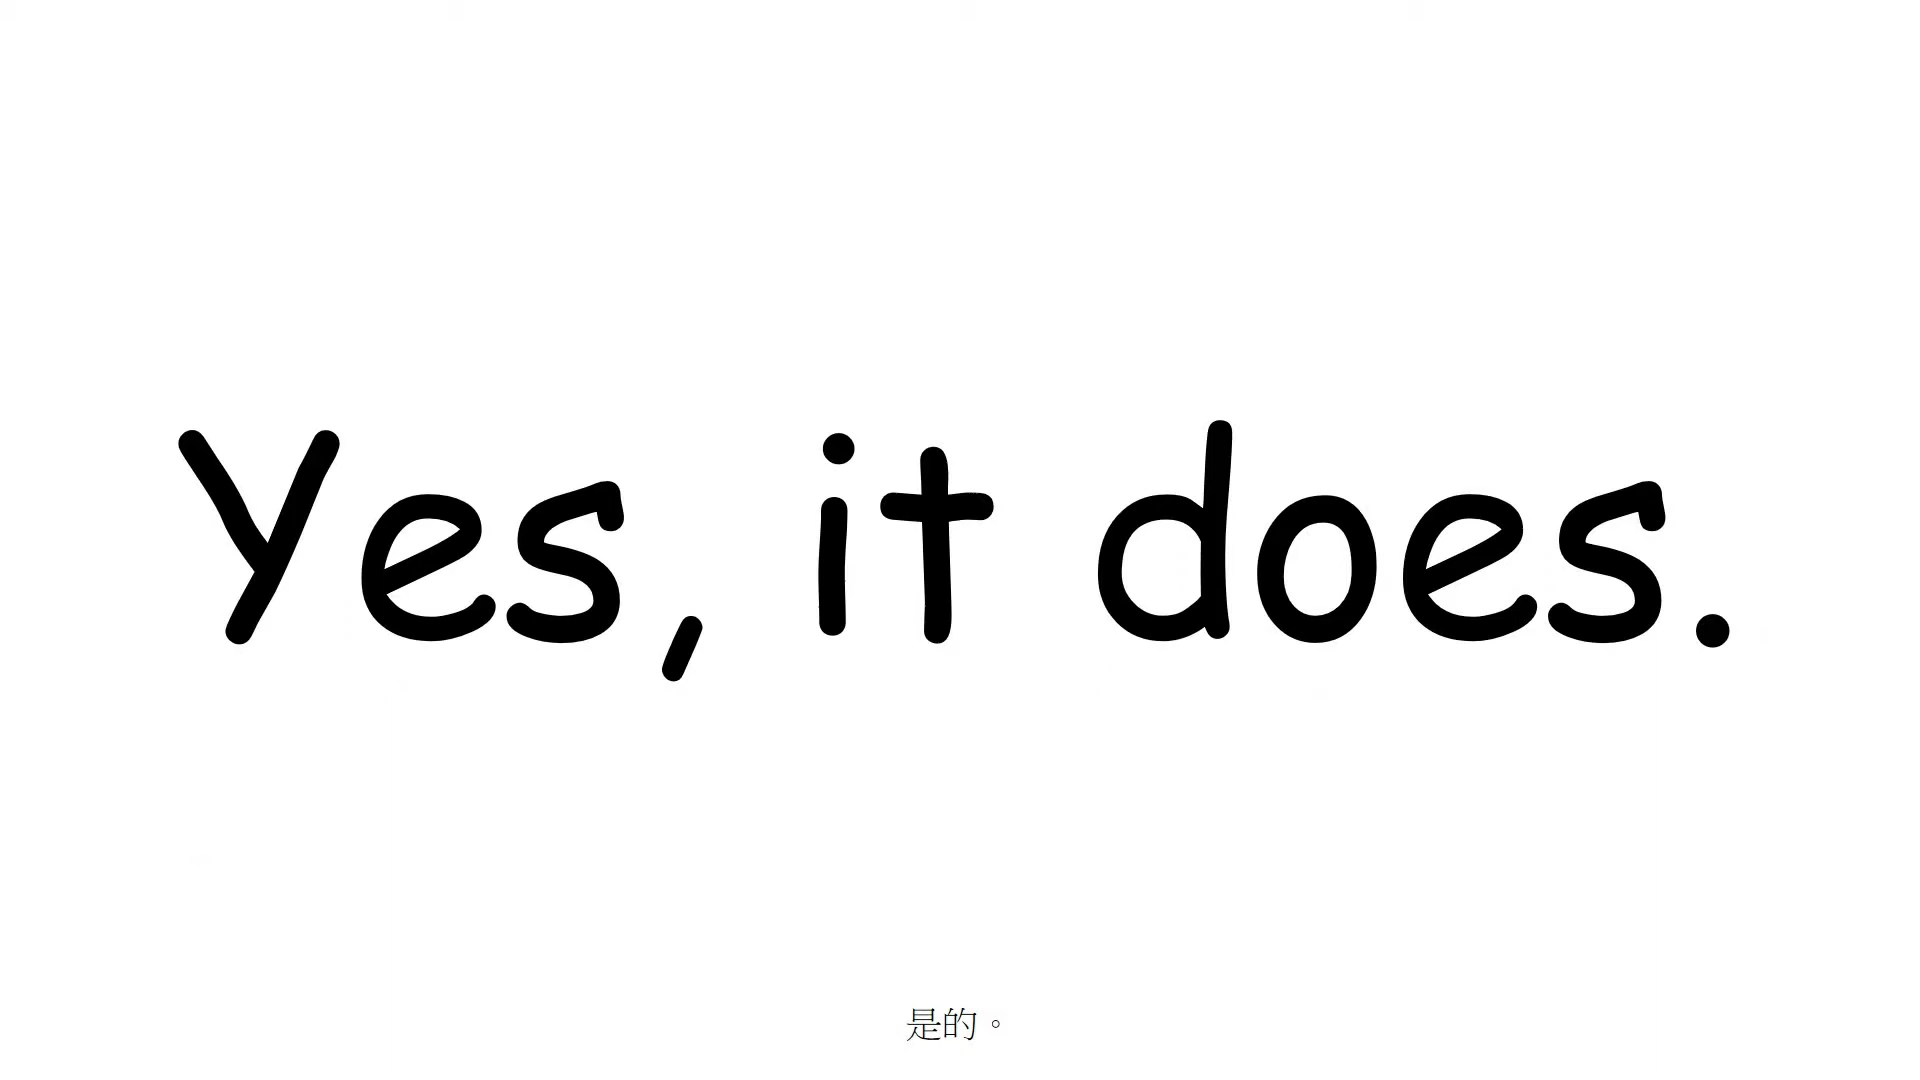 Yes, it does.
是的。